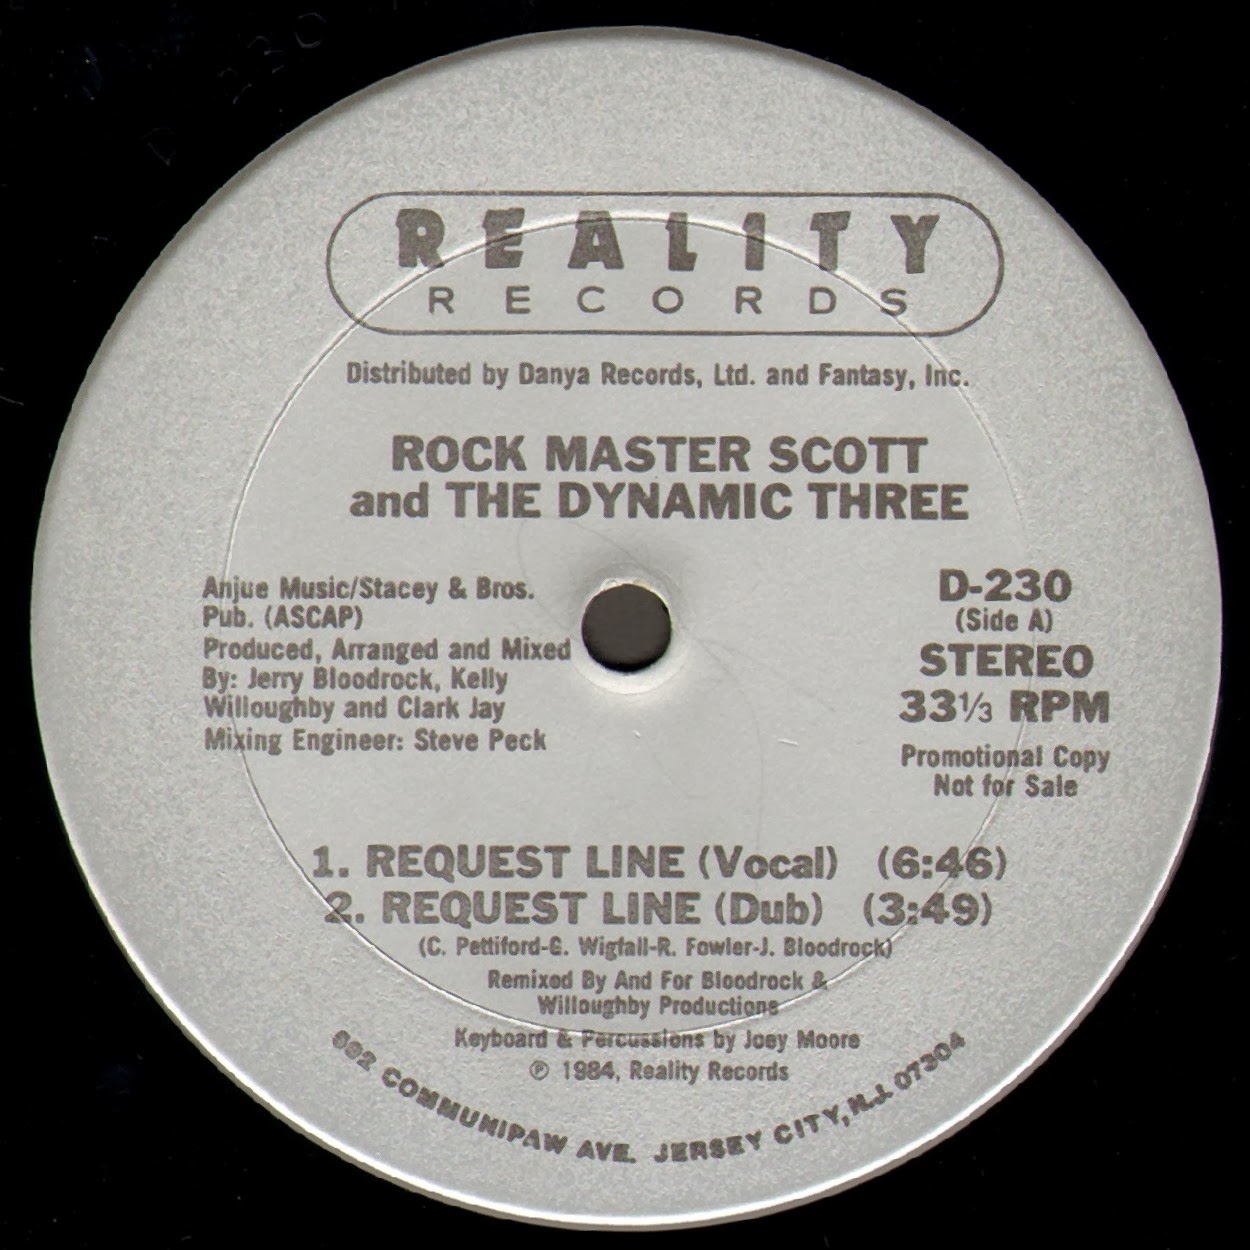 REALITY
RECORDS
Distributed by Danya Records, Ltd. and Fantasy, Inc.
ROCK MASTER SCOTT
and THE DYNAMIC THREE
Anjue Music/Stacey & Bros.
Pub. (ASCAP)
Produced, Arranged and Mixed
By: Jerry Bloodrock, Kelly
Willoughby and Clark Jay
Mixing Engineer: Steve Peck
D-230
(Side A)
STEREO
33⅓ RPM
Promotional Copy
Not for Sale
1. REQUEST LINE (Vocal) (6:46)
2. REQUEST LINE (Dub) (3:49)
(C. Pettiford-G. Wigfall-R. Fowler-J. Bloodrock)
Remixed By And For Bloodrock &
Willoughby Productions
Keyboard & Percussions by Joey Moore
℗ 1984, Reality Records
COMMUNIPAW AVE. JERSEY CITY, N.J. 07304